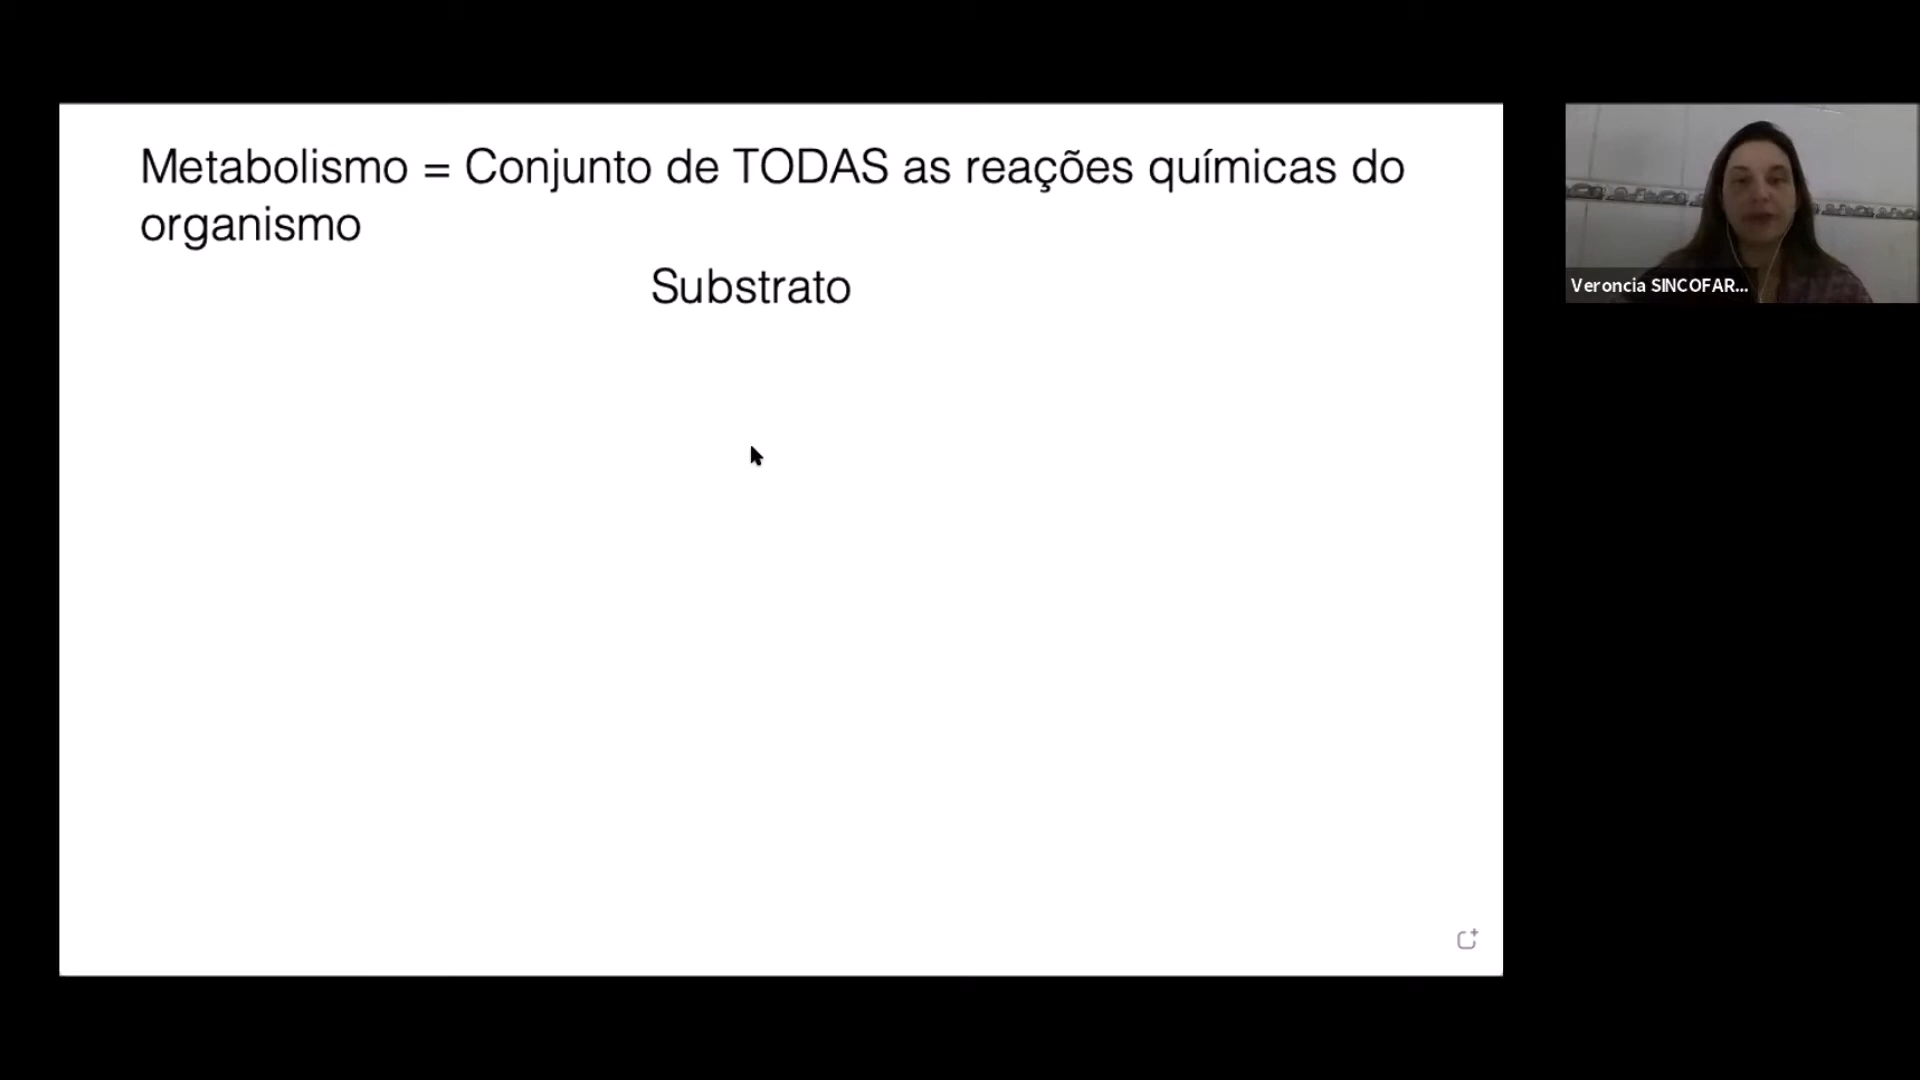 Metabolismo = Conjunto de TODAS as reações químicas do
organismo
Substrato
Veroncia SINCOFAR...